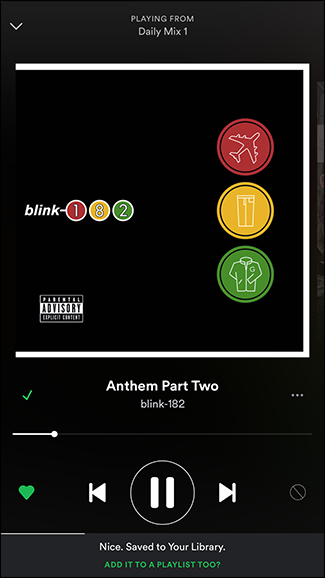 PLAYING FROM
Daily Mix 1
blink-182
PARENTAL
ADVISORY
EXPLICIT CONTENT
Anthem Part Two
blink-182
Nice. Saved to Your Library.
ADD IT TO A PLAYLIST TOO?